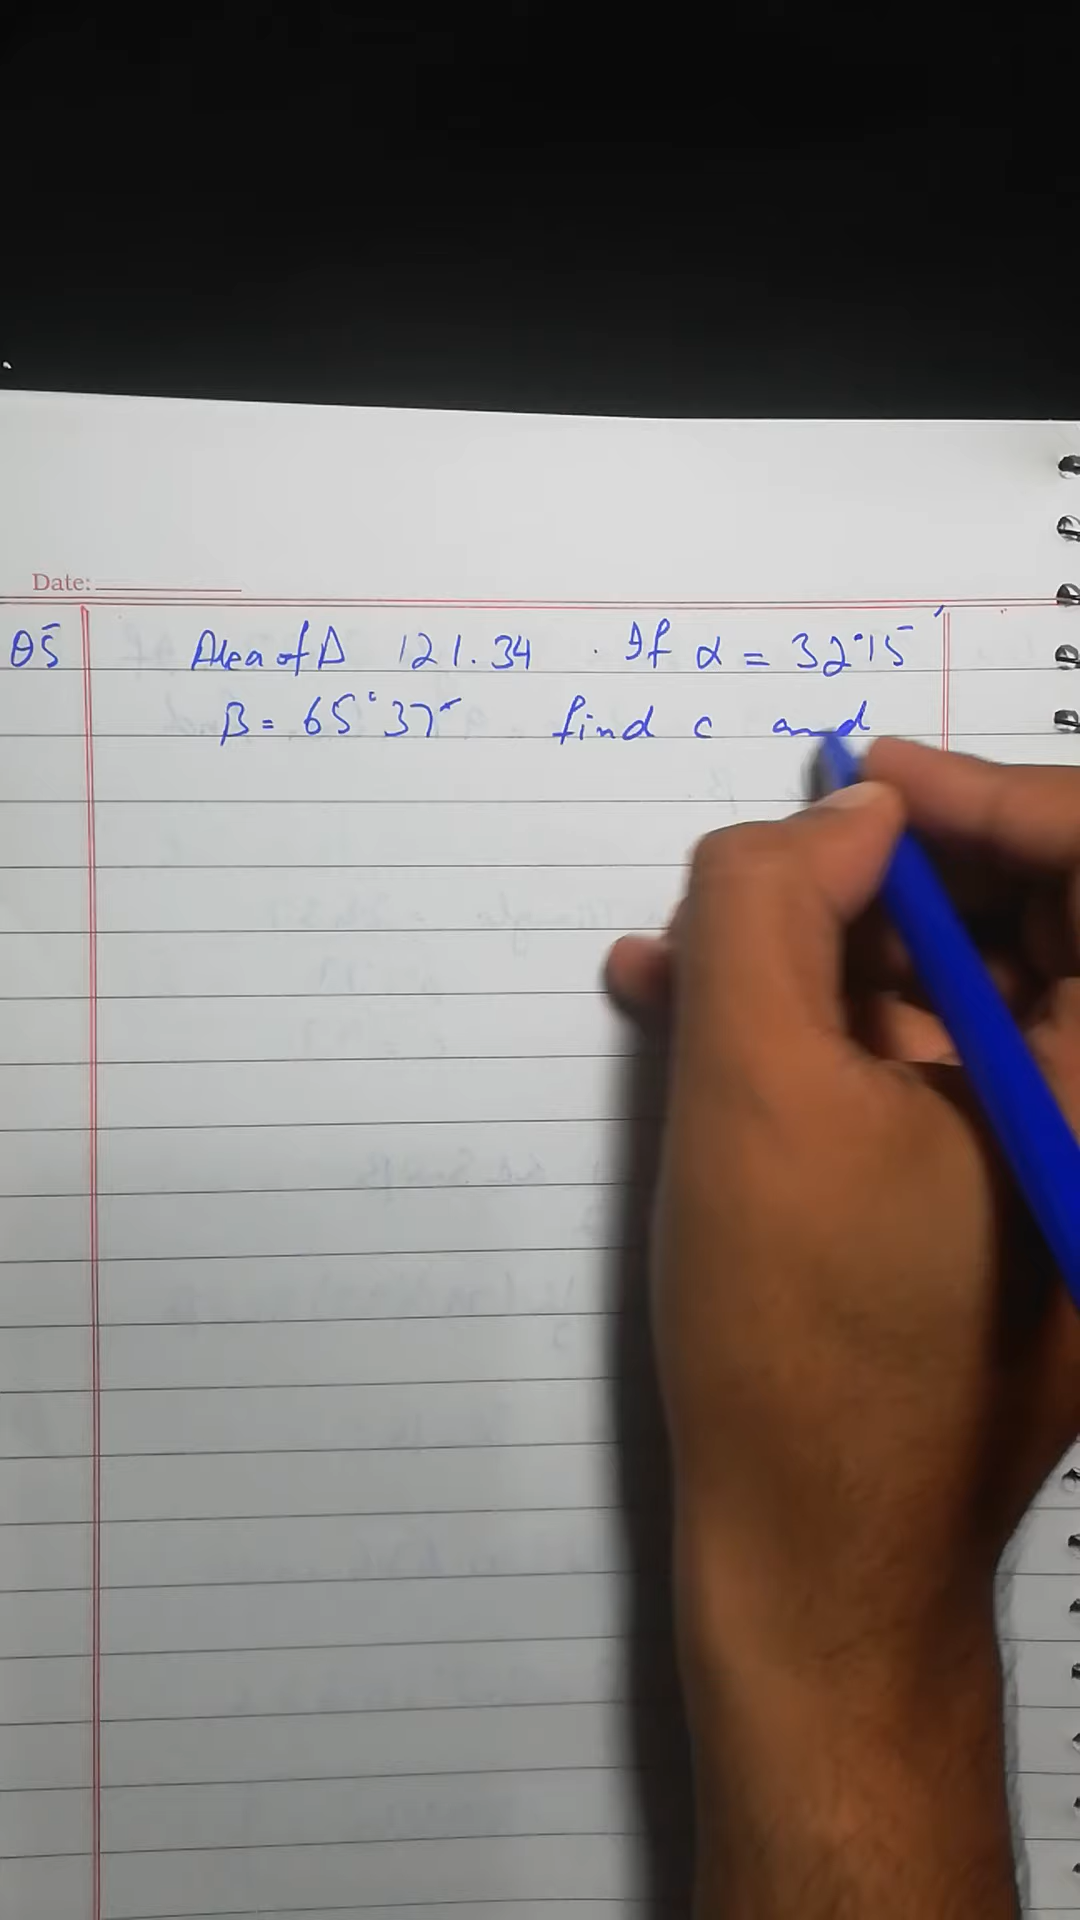 Date:
Q5 Area of Δ 121.34 . If α = 32°15'
β = 65°37' find c and